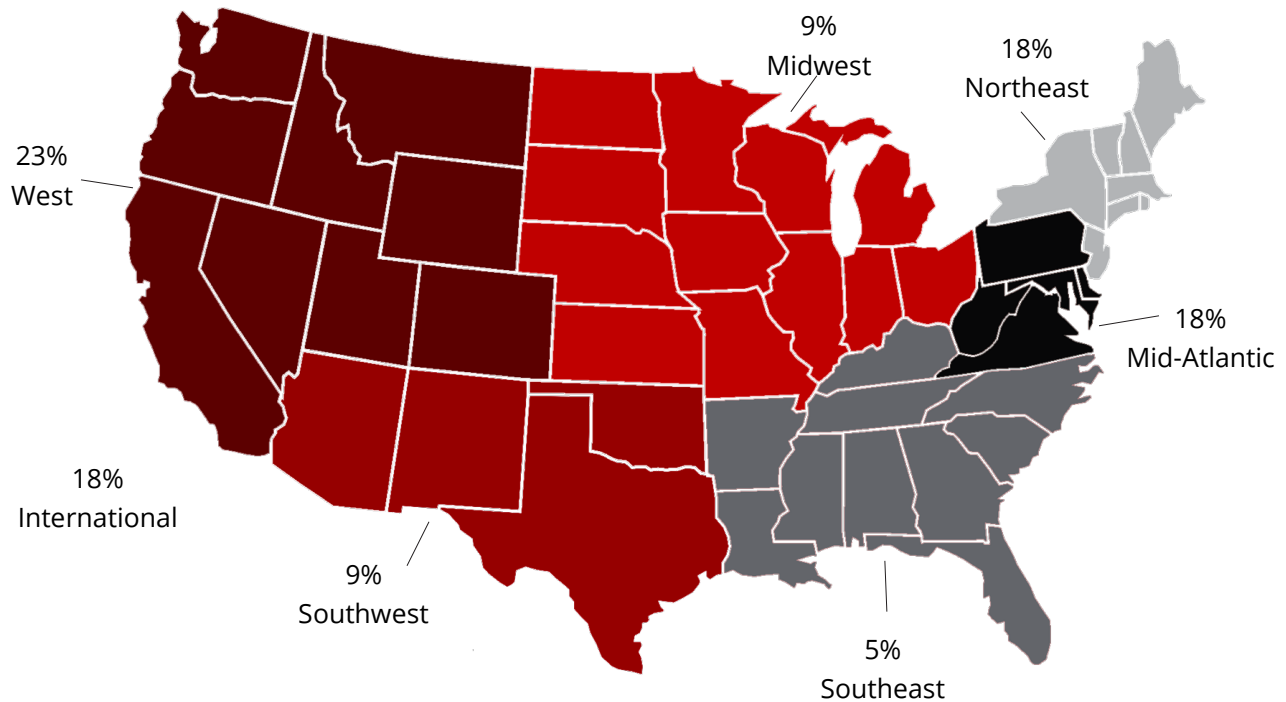 9%
Midwest
18%
Northeast
23%
West
18%
Mid-Atlantic
18%
International
9%
Southwest
5%
Southeast